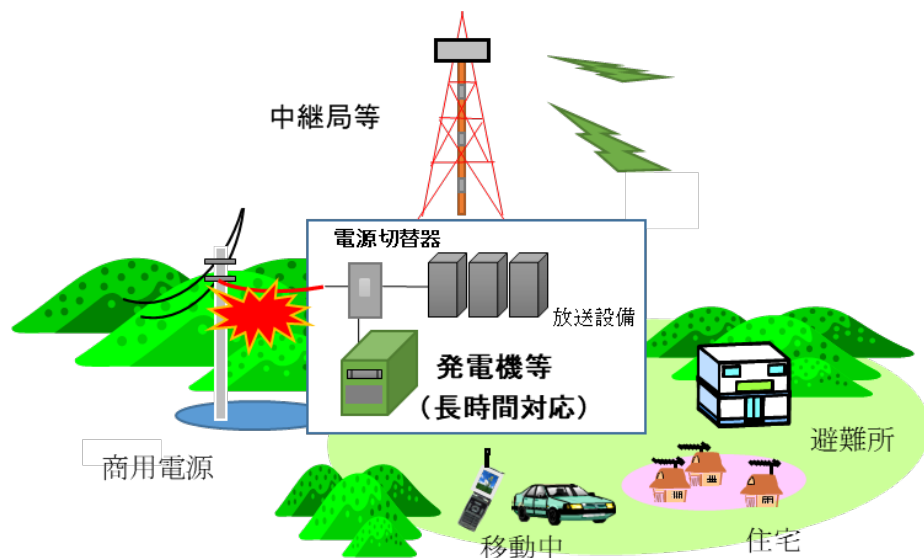 中継局等
電源切替器
放送設備
発電機等
（長時間対応）
商用電源
避難所
移動中
住宅